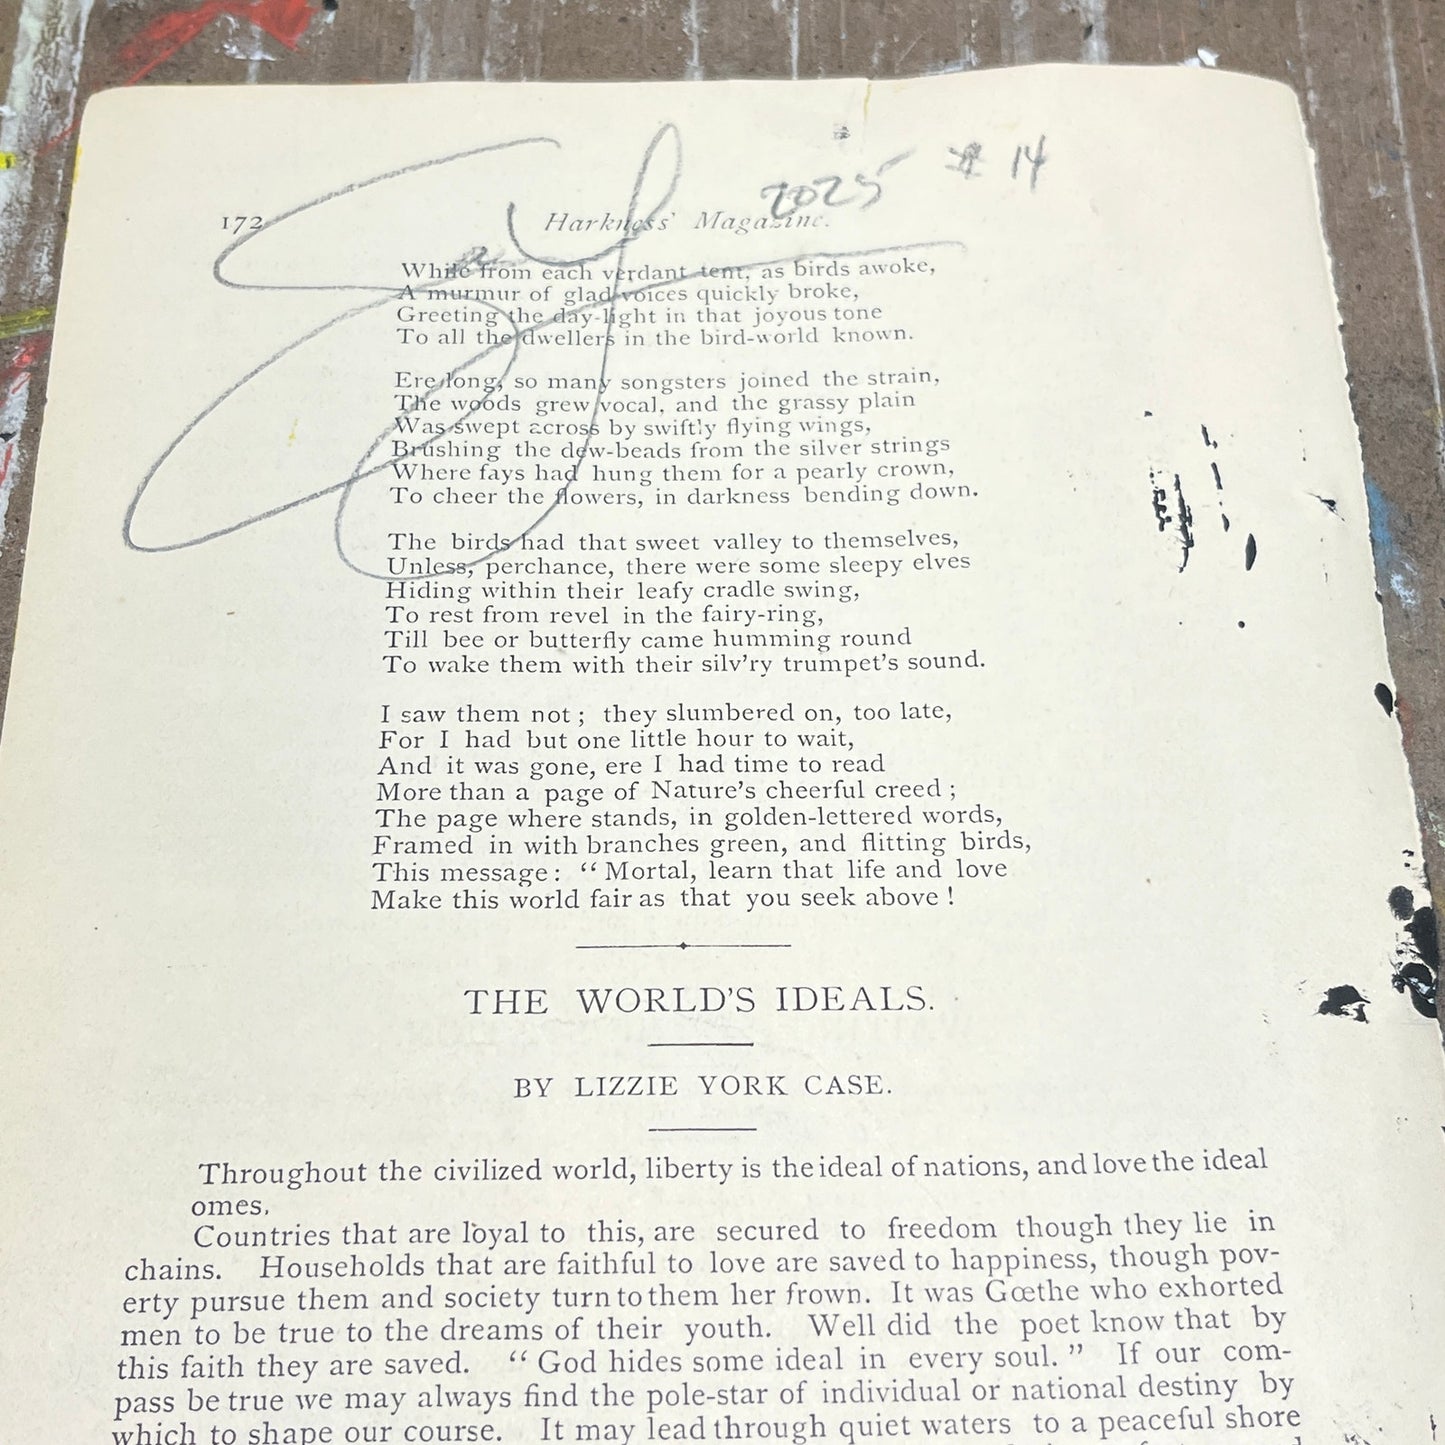 2025 # 14
172 Harkness' Magazine.
While from each verdant tent, as birds awoke,
A murmur of glad voices quickly broke,
Greeting the day-light in that joyous tone
To all the dwellers in the bird-world known.
Ere long, so many songsters joined the strain,
The woods grew vocal, and the grassy plain
Was swept across by swiftly flying wings,
Brushing the dew-beads from the silver strings
Where fays had hung them for a pearly crown,
To cheer the flowers, in darkness bending down.
The birds had that sweet valley to themselves,
Unless, perchance, there were some sleepy elves
Hiding within their leafy cradle swing,
To rest from revel in the fairy-ring,
Till bee or butterfly came humming round
To wake them with their silv'ry trumpet's sound.
I saw them not ; they slumbered on, too late,
For I had but one little hour to wait,
And it was gone, ere I had time to read
More than a page of Nature's cheerful creed ;
The page where stands, in golden-lettered words,
Framed in with branches green, and flitting birds,
This message : “ Mortal, learn that life and love
Make this world fair as that you seek above !
THE WORLD'S IDEALS.
BY LIZZIE YORK CASE.
Throughout the civilized world, liberty is the ideal of nations, and love the ideal
omes.
Countries that are loyal to this, are secured to freedom though they lie in
chains. Households that are faithful to love are saved to happiness, though pov-
erty pursue them and society turn to them her frown. It was Gœthe who exhorted
men to be true to the dreams of their youth. Well did the poet know that by
this faith they are saved. “ God hides some ideal in every soul. ” If our com-
pass be true we may always find the pole-star of individual or national destiny by
which to shape our course. It may lead through quiet waters to a peaceful shore